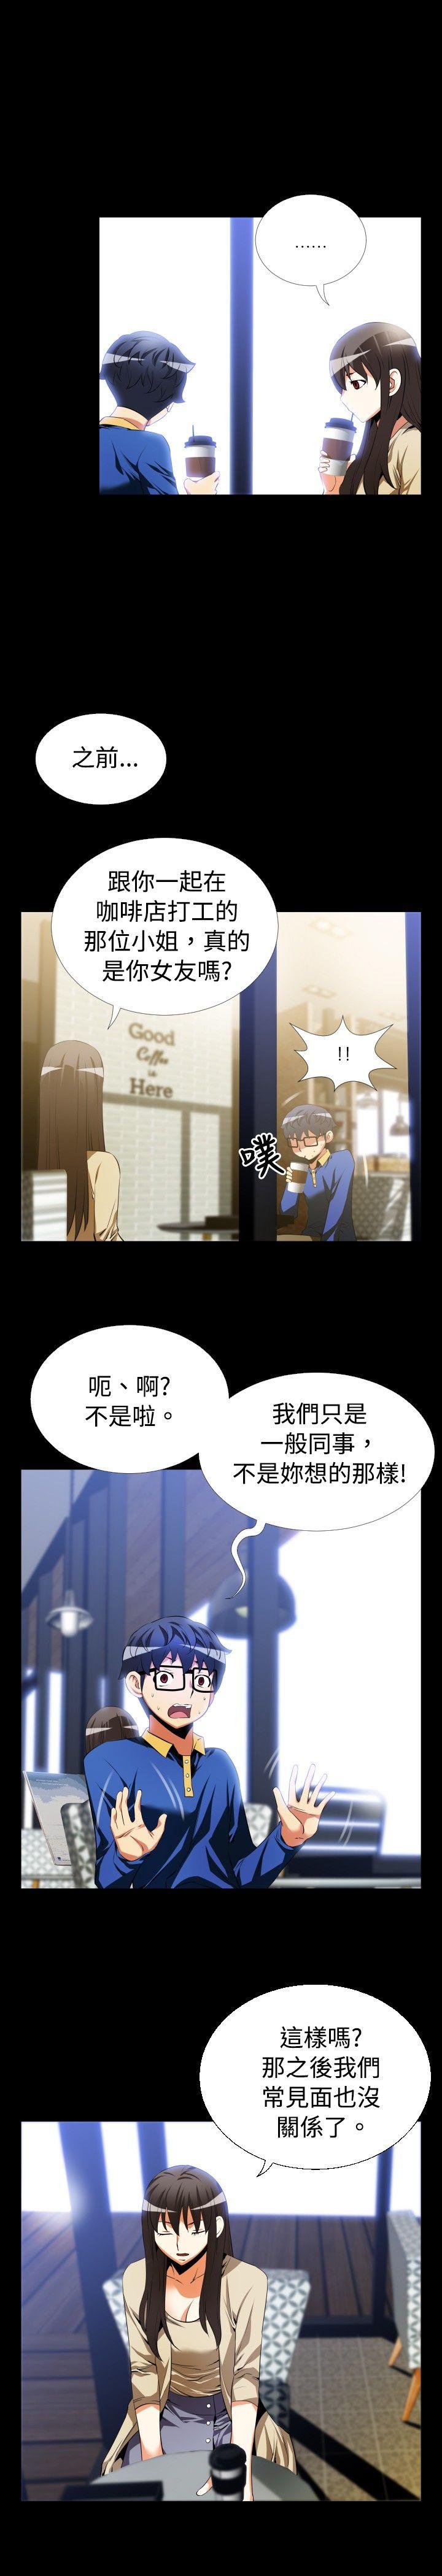 ......
之前...
跟你一起在
咖啡店打工的
那位小姐，真的
是你女友嗎?
Good
Coffee
is
Here
!!
噗
呃、啊?
不是啦。
我們只是
一般同事，
不是妳想的那樣!
這樣嗎?
那之後我們
常見面也沒
關係了。